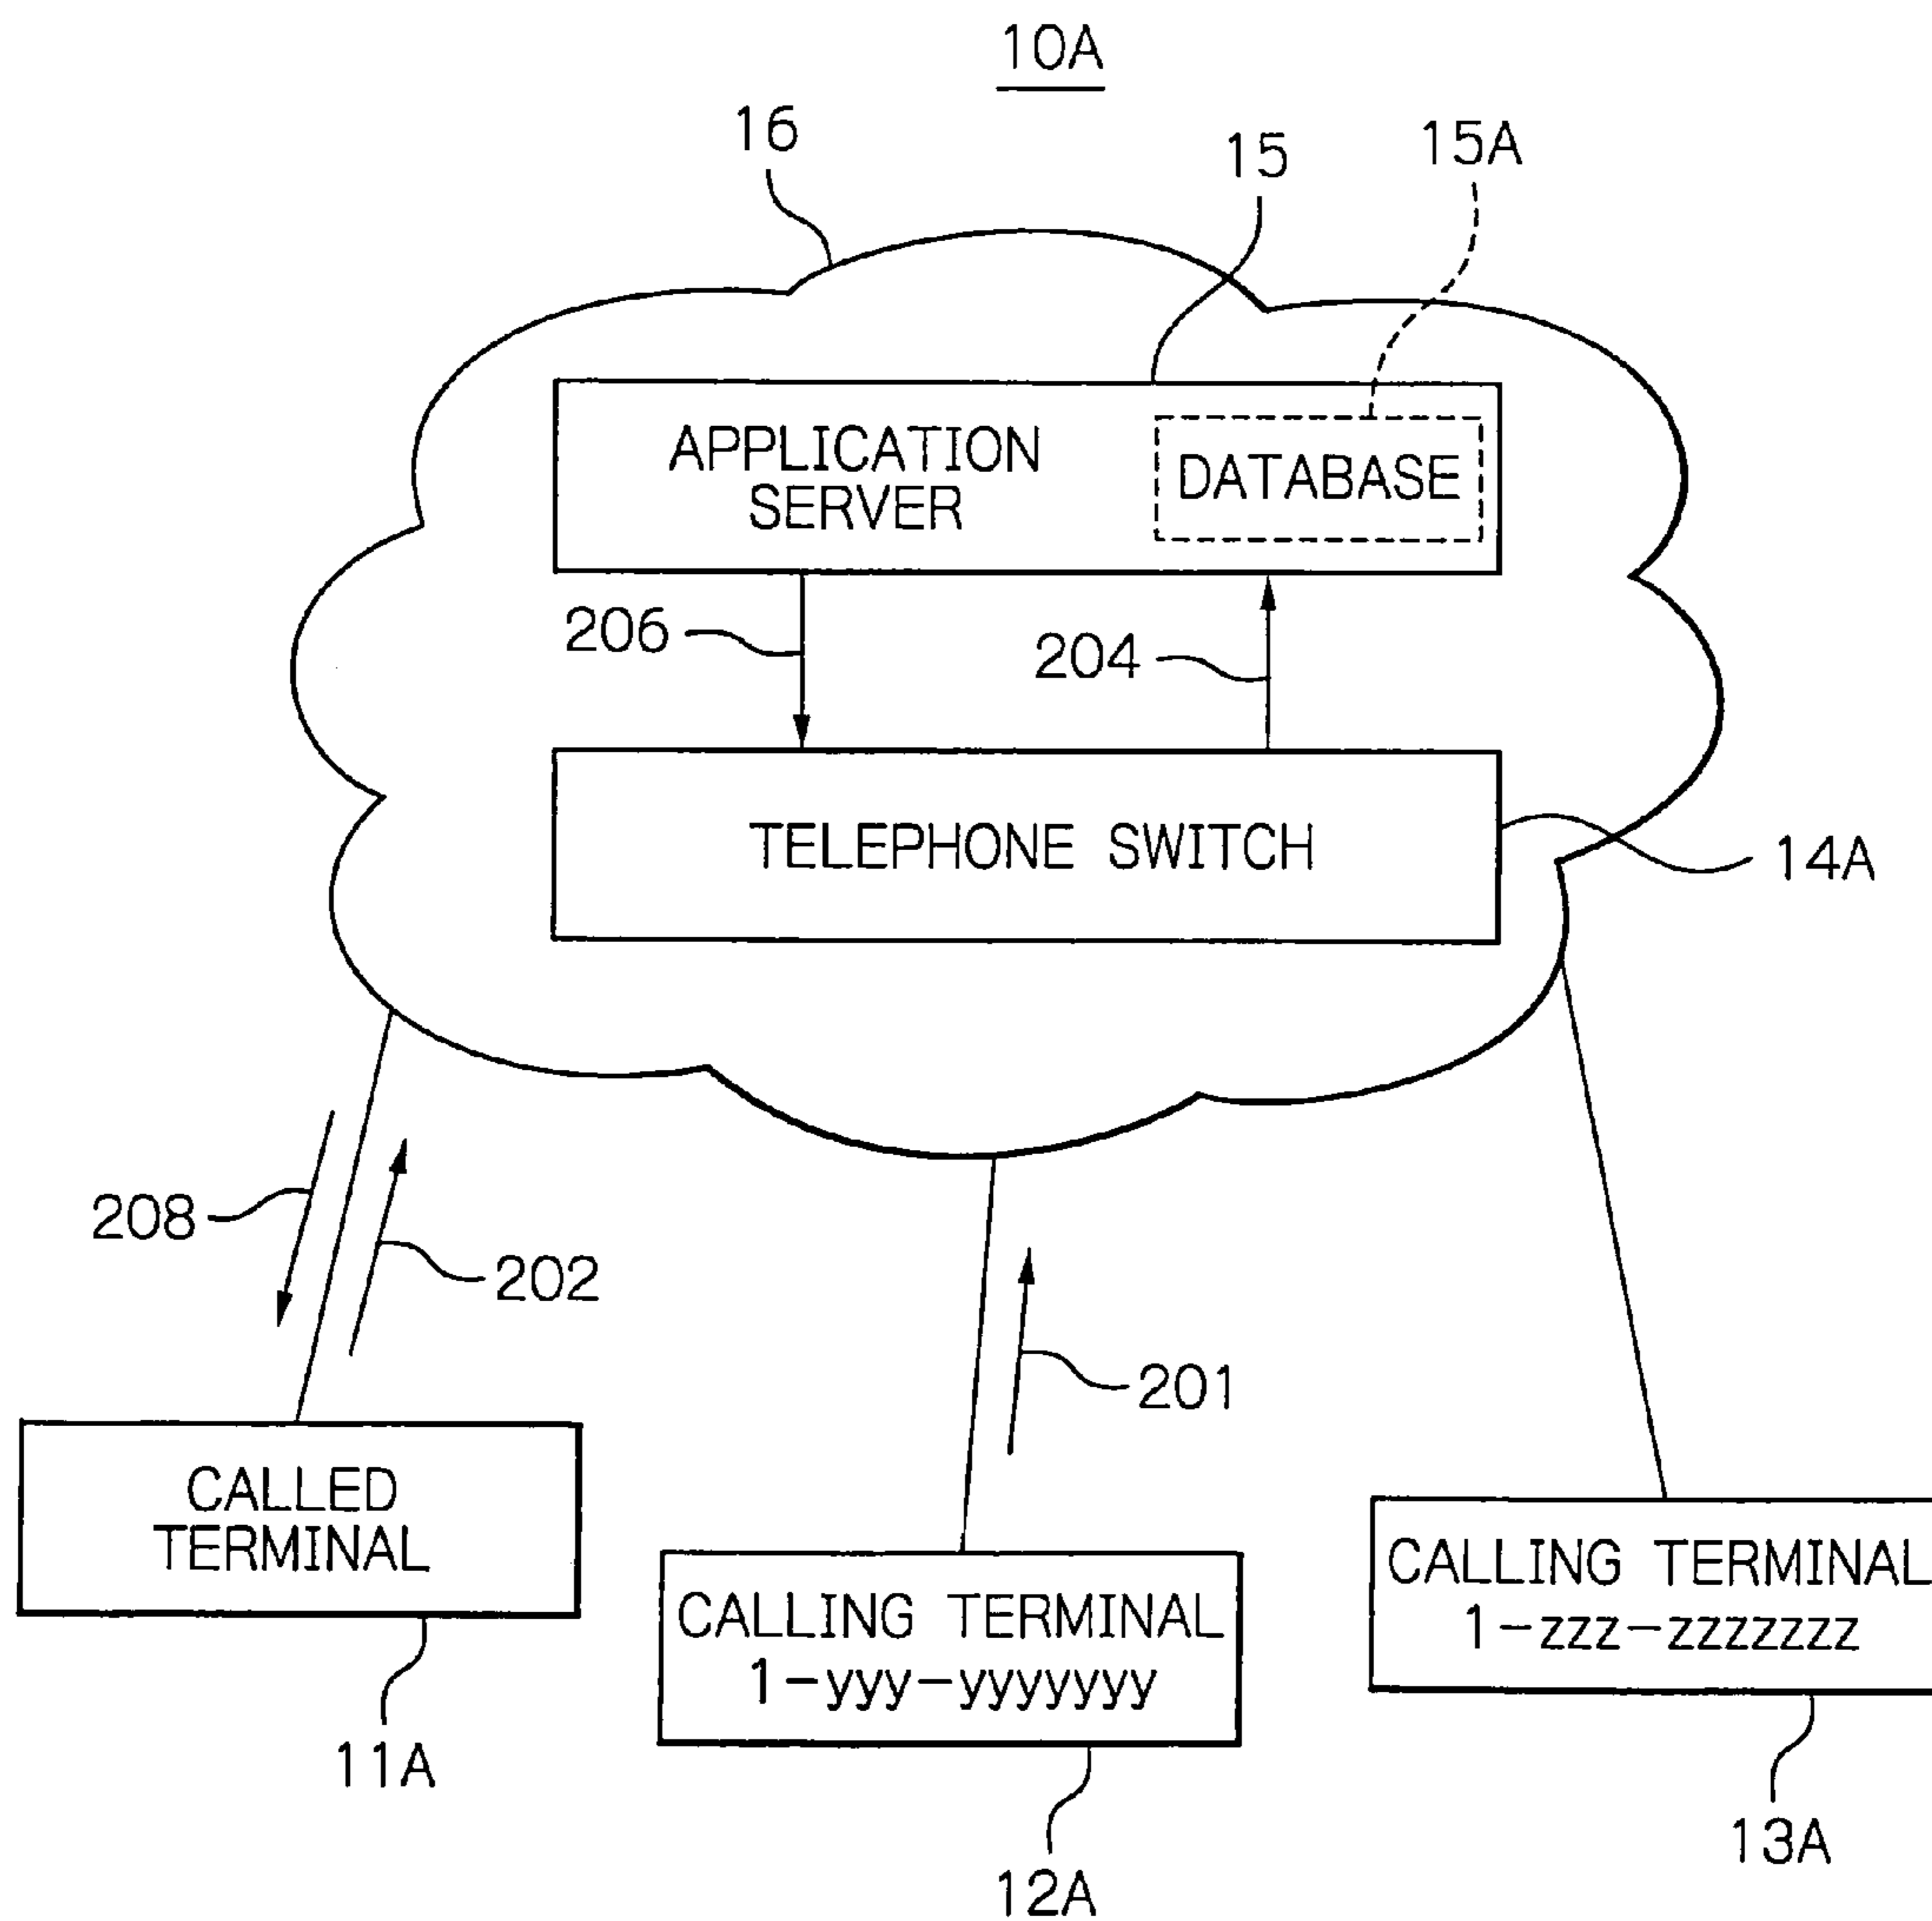 10A
16
15
15A
APPLICATION
SERVER
DATABASE
206
204
TELEPHONE SWITCH
14A
208
202
201
CALLED
TERMINAL
CALLING TERMINAL
1-yyy-yyyyyyy
CALLING TERMINAL
1-zzz-zzzzzzz
11A
12A
13A